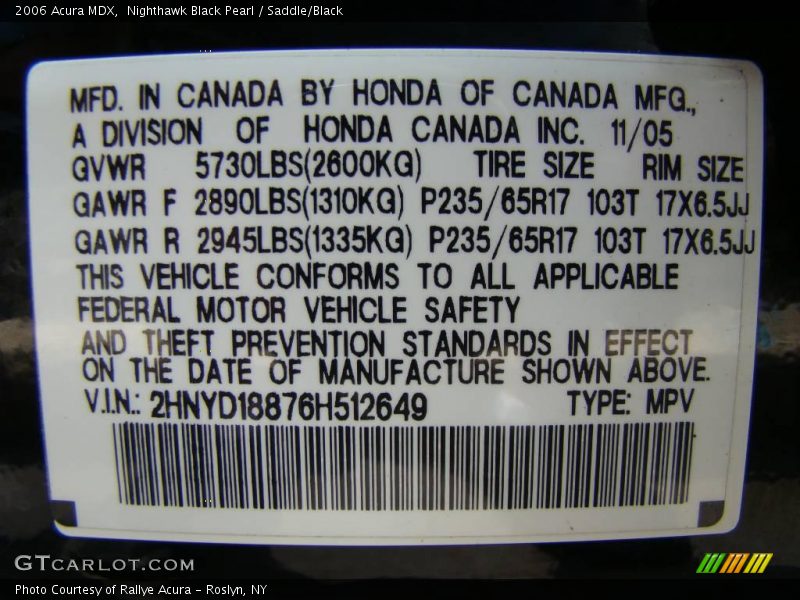 2006 Acura MDX,  Nighthawk Black Pearl / Saddle/Black
MFD. IN CANADA BY HONDA OF CANADA MFG.,
A DIVISION OF HONDA CANADA INC. 11/05
GVWR 5730LBS(2600KG) TIRE SIZE RIM SIZE
GAWR F 2890LBS(1310KG) P235/65R17 103T 17X6.5JJ
GAWR R 2945LBS(1335KG) P235/65R17 103T 17X6.5JJ
THIS VEHICLE CONFORMS TO ALL APPLICABLE
FEDERAL MOTOR VEHICLE SAFETY
AND THEFT PREVENTION STANDARDS IN EFFECT
ON THE DATE OF MANUFACTURE SHOWN ABOVE.
V.I.N.: 2HNYD18876H512649 TYPE: MPV
GTCARLOT.COM
Photo Courtesy of Rallye Acura – Roslyn, NY